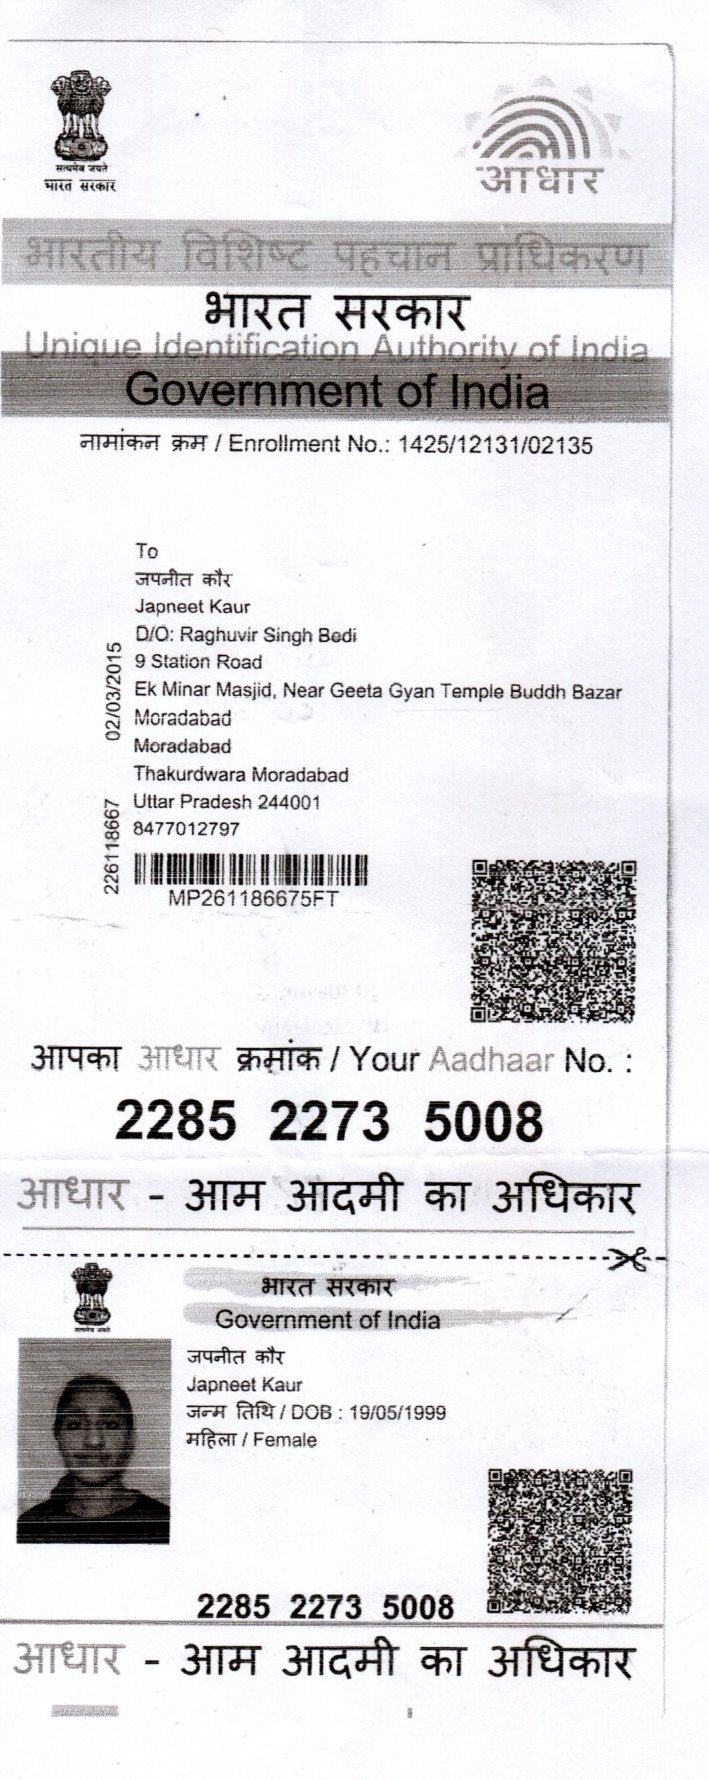 सत्यमेव जयते
भारत सरकार
आधार
भारतीय विशिष्ट पहचान प्राधिकरण
भारत सरकार
Unique Identification Authority of India
Government of India
नामांकन क्रम / Enrollment No.: 1425/12131/02135
To
जपनीत कौर
Japneet Kaur
D/O: Raghuvir Singh Bedi
9 Station Road
Ek Minar Masjid, Near Geeta Gyan Temple Buddh Bazar
Moradabad
Moradabad
Thakurdwara Moradabad
Uttar Pradesh 244001
8477012797
02/03/2015
226118667
MP261186675FT
आपका आधार क्रमांक / Your Aadhaar No. :
2285 2273 5008
आधार - आम आदमी का अधिकार
सत्यमेव जयते
भारत सरकार
Government of India
जपनीत कौर
Japneet Kaur
जन्म तिथि / DOB : 19/05/1999
महिला / Female
2285 2273 5008
आधार - आम आदमी का अधिकार